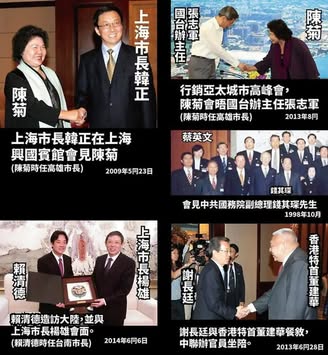 陳菊
上海市長韓正
上海市長韓正在上海
興國賓館會見陳菊
(陳菊時任高雄市長)
2009年5月23日
國台辦主任
張志軍
陳菊
行銷亞太城市高峰會，
陳菊會晤國台辦主任張志軍
(陳菊時任高雄市長)
2013年8月
蔡英文
錢其琛
會見中共國務院副總理錢其琛先生
1998年10月
賴清德
上海市長楊雄
賴清德造訪大陸，並與
上海市長楊雄會面。
(賴清德時任台南市長)
2014年6月6日
謝長廷
香港特首董建華
謝長廷與香港特首董建華餐敘，
中聯辦官員坐陪。
2013年6月28日